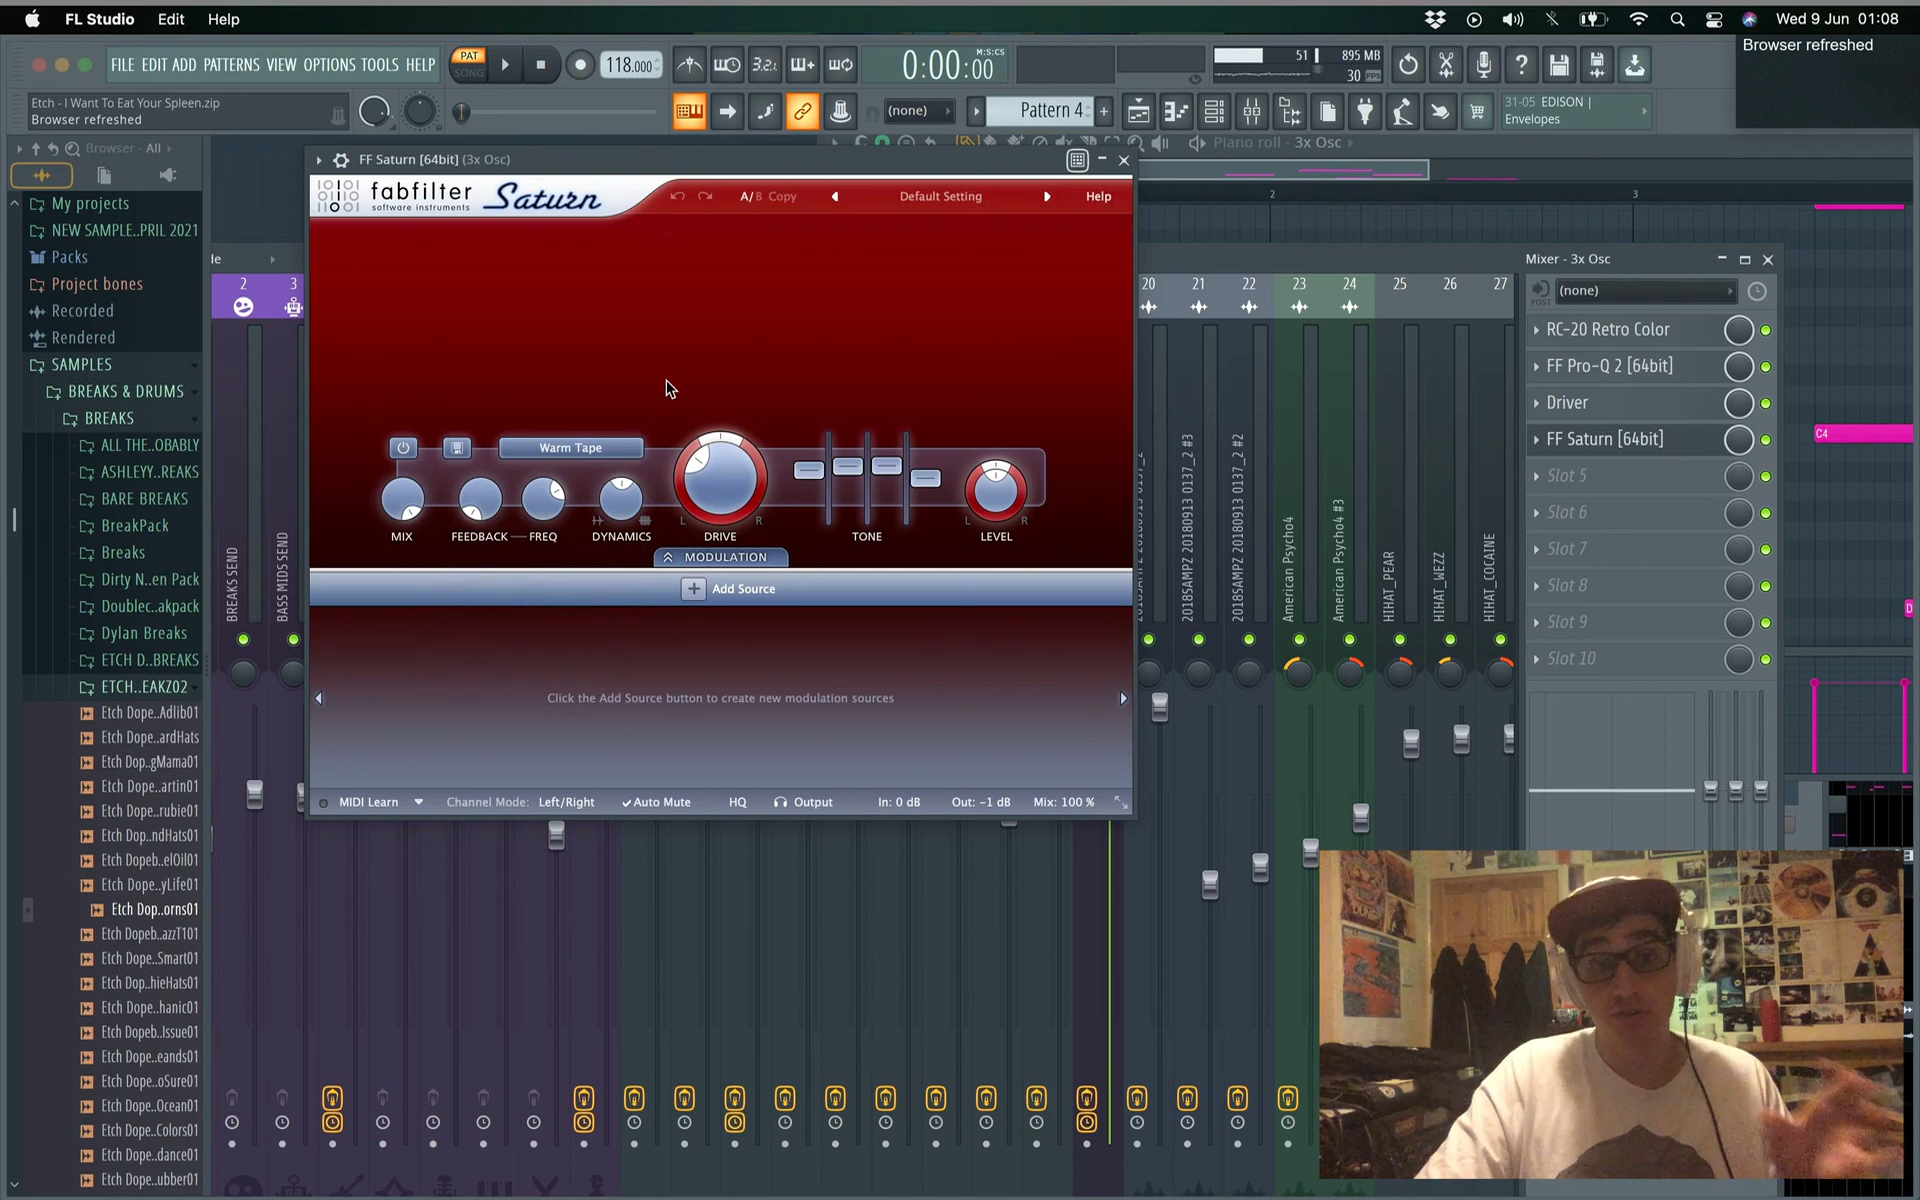 FL Studio Edit Help
Wed 9 Jun 01:08
Browser refreshed
FILE EDIT ADD PATTERNS VIEW OPTIONS TOOLS HELP
PAT
SONG
118.000
3.2.
0:00:00
M:S:CS
51
895 MB
30 FPS
Etch - I Want To Eat Your Spleen.zip
Browser refreshed
(none)
Pattern 4
+
31-05 EDISON |
Envelopes
Browser - All
Piano roll - 3x Osc
My projects
NEW SAMPLE..PRIL 2021
Packs
Project bones
Recorded
Rendered
SAMPLES
BREAKS & DRUMS
BREAKS
ALL THE..OBABLY
ASHLEYY..REAKS
BARE BREAKS
BreakPack
Breaks
Dirty N..en Pack
Doublec..akpack
Dylan Breaks
ETCH D..BREAKS
ETCH..EAKZ02
Etch Dope..Adlib01
Etch Dope..ardHats
Etch Dop..gMama01
Etch Dope..artin01
Etch Dope..rubie01
Etch Dop..ndHats01
Etch Dopeb..elOil01
Etch Dope..yLife01
Etch Dop..orns01
Etch Dopeb..azzT101
Etch Dope..Smart01
Etch Dop..hieHats01
Etch Dope..hanic01
Etch Dopeb..Issue01
Etch Dope..eands01
Etch Dope..oSure01
Etch Dope..Ocean01
Etch Dop..Colors01
Etch Dope..dance01
Etch Dope..ubber01
FF Saturn [64bit] (3x Osc)
fabfilter
software instruments
Saturn
A/B Copy
Default Setting
Help
Warm Tape
MIX
FEEDBACK
FREQ
DYNAMICS
L
R
DRIVE
TONE
L
R
LEVEL
MODULATION
+ Add Source
Click the Add Source button to create new modulation sources
MIDI Learn
Channel Mode: Left/Right
Auto Mute
HQ
Output
In: 0 dB
Out: -1 dB
Mix: 100 %
le
2
3
BREAKS SEND
BASS MIDS SEND
2
3
20
21
22
23
24
25
26
27
2018SAMPZ 20180913 0137_2 #3
2018SAMPZ 20180913 0137_2 #2
American Psycho4
American Psycho4 #3
HIHAT_PEAR
HIHAT_WEZZ
HIHAT_COCAINE
Mixer - 3x Osc
POST
(none)
RC-20 Retro Color
FF Pro-Q 2 [64bit]
Driver
FF Saturn [64bit]
Slot 5
Slot 6
Slot 7
Slot 8
Slot 9
Slot 10
C4
D